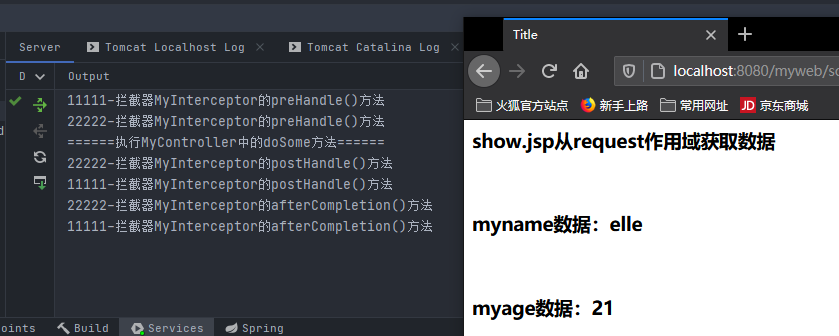 Server
Tomcat Localhost Log
Tomcat Catalina Log
D
Output
11111-拦截器MyInterceptor的preHandle()方法
22222-拦截器MyInterceptor的preHandle()方法
======执行MyController中的doSome方法======
22222-拦截器MyInterceptor的postHandle()方法
11111-拦截器MyInterceptor的postHandle()方法
22222-拦截器MyInterceptor的afterCompletion()方法
11111-拦截器MyInterceptor的afterCompletion()方法
oints
Build
Services
Spring
Title
localhost:8080/myweb/so
火狐官方站点
新手上路
常用网址
JD 京东商城
show.jsp从request作用域获取数据
myname数据：elle
myage数据：21